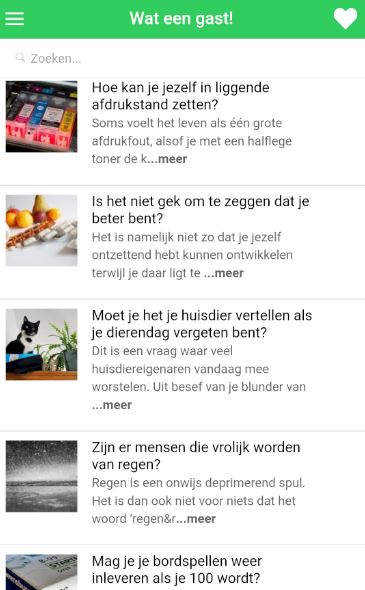 Wat een gast!
Zoeken...
Hoe kan je jezelf in liggende
afdrukstand zetten?
Soms voelt het leven als één grote
afdrukfout, alsof je met een halflege
toner de k...meer
Is het niet gek om te zeggen dat je
beter bent?
Het is namelijk niet zo dat je jezelf
ontzettend hebt kunnen ontwikkelen
terwijl je daar ligt te ...meer
Moet je het je huisdier vertellen als
je dierendag vergeten bent?
Dit is een vraag waar veel
huisdiereigenaren vandaag mee
worstelen. Uit besef van je blunder van
...meer
Zijn er mensen die vrolijk worden
van regen?
Regen is een onwijs deprimerend spul.
Het is dan ook niet voor niets dat het
woord ‘regen&r...meer
Mag je je bordspellen weer
inleveren als je 100 wordt?